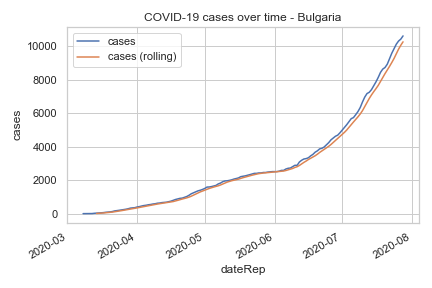 COVID-19 cases over time - Bulgaria
cases
cases (rolling)
10000
8000
6000
4000
2000
0
cases
2020-03
2020-04
2020-05
2020-06
2020-07
2020-08
dateRep